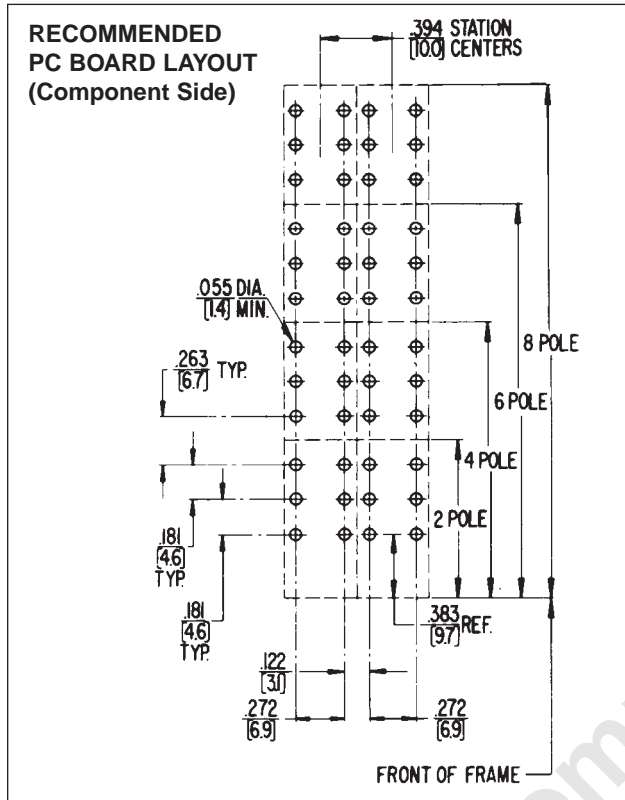 RECOMMENDED
PC BOARD LAYOUT
(Component Side)
.394 STATION
[10.0] CENTERS
.055 DIA.
[1.4] MIN.
.263 TYP.
[6.7]
8 POLE
6 POLE
4 POLE
2 POLE
.181
[4.6]
TYP.
.181
[4.6]
TYP.
.383 REF.
[9.7]
.122
[3.1]
.272
[6.9]
.272
[6.9]
FRONT OF FRAME